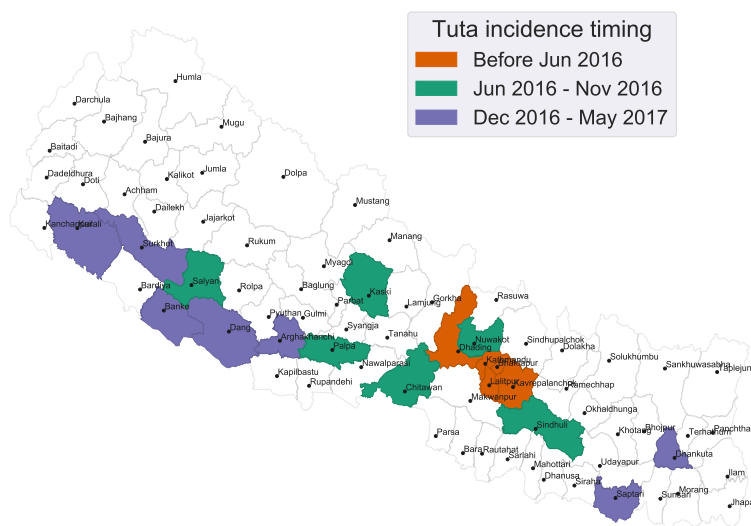 Tuta incidence timing
Before Jun 2016
Jun 2016 - Nov 2016
Dec 2016 - May 2017
Humla
Darchula
Bajhang
Mugu
Bajura
Baitadi
Dadeldhura
Doti
Kalikot
Jumla
Dolpa
Achham
Mustang
Dailekh
Jajarkot
Surkhet
Rukum
Manang
Myagdi
Bardiya
Salyan
Rolpa
Baglung
Kaski
Parbat
Lamjung
Gorkha
Rasuwa
Banke
Pyuthan
Gulmi
Dang
Syangja
Tanahu
Arghakhanchi
Palpa
Nawalparasi
Nuwakot
Dhading
Sindhupalchok
Dolakha
Kapilbastu
Rupandehi
Chitawan
Makwanpur
Lalitpur
Kavrepalanchok
Ramechhap
Solukhumbu
Sankhuwasabha
Taplejung
Okhaldhunga
Sindhuli
Parsa
Khotang
Bhojpur
Terhathum
Panchtha
Bara
Rautahat
Sarlahi
Mahottari
Dhanusa
Siraha
Udayapur
Dhankuta
Ilam
Saptari
Sunsari
Morang
Jhapa